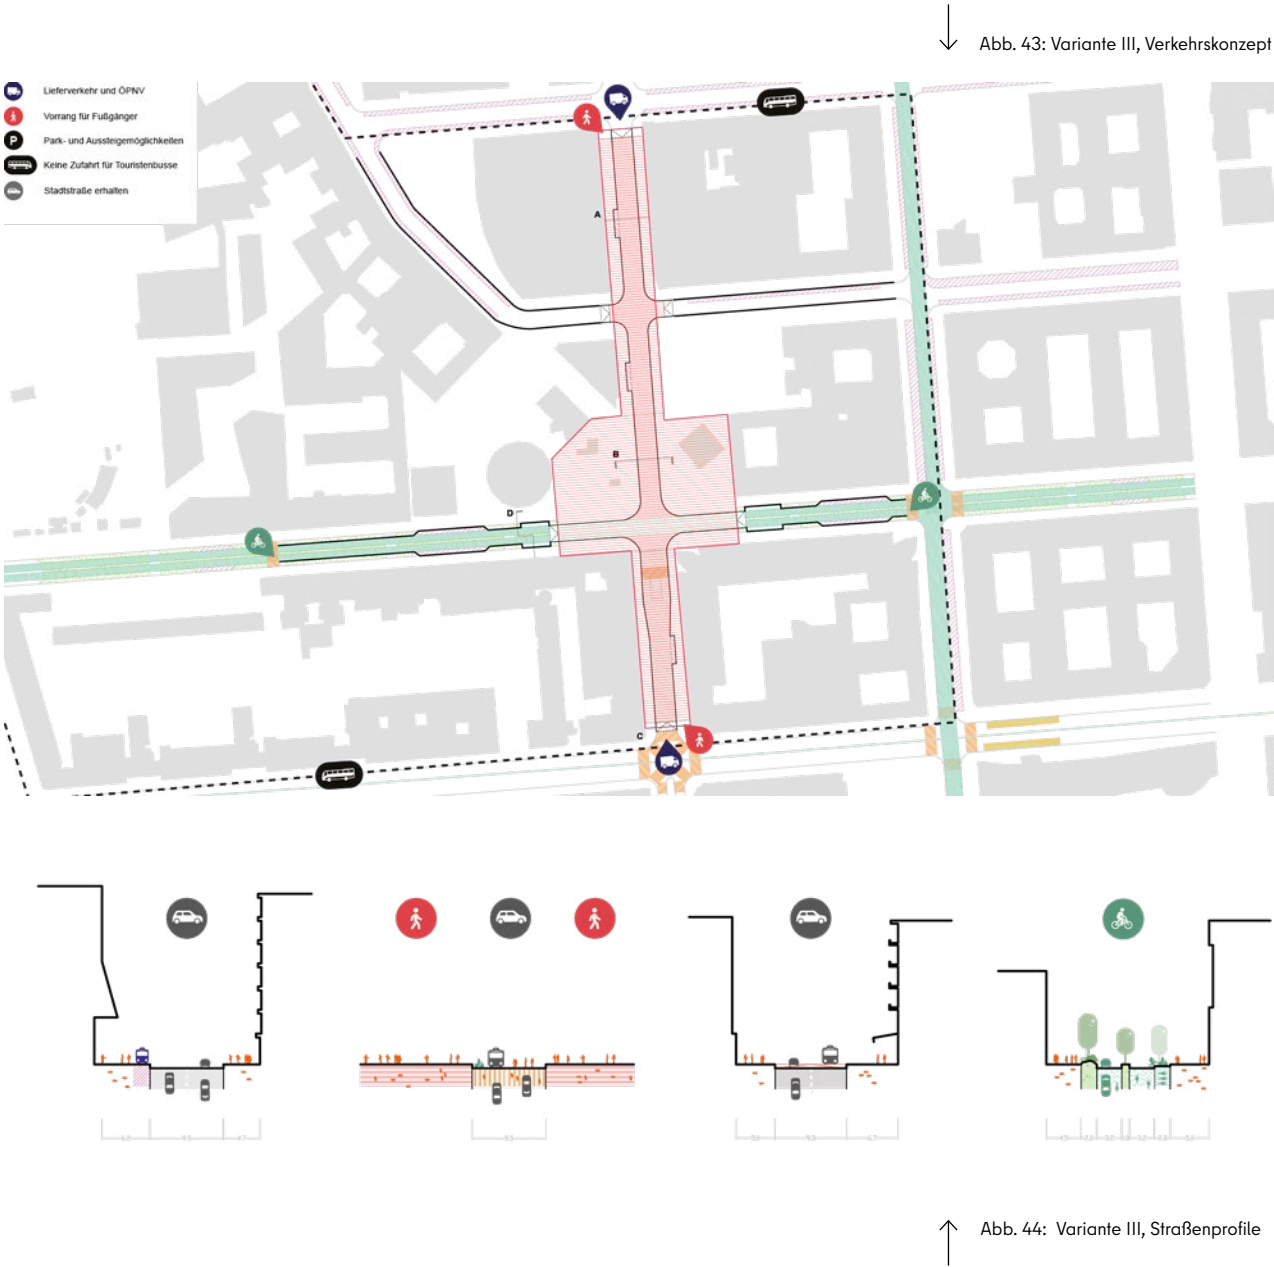 Abb. 43: Variante III, Verkehrskonzept
Lieferverkehr und ÖPNV
Vorrang für Fußgänger
P Park- und Aussteigemöglichkeiten
Keine Zufahrt für Touristenbusse
Stadtstraße erhalten
A
B
D
C
Abb. 44: Variante III, Straßenprofile